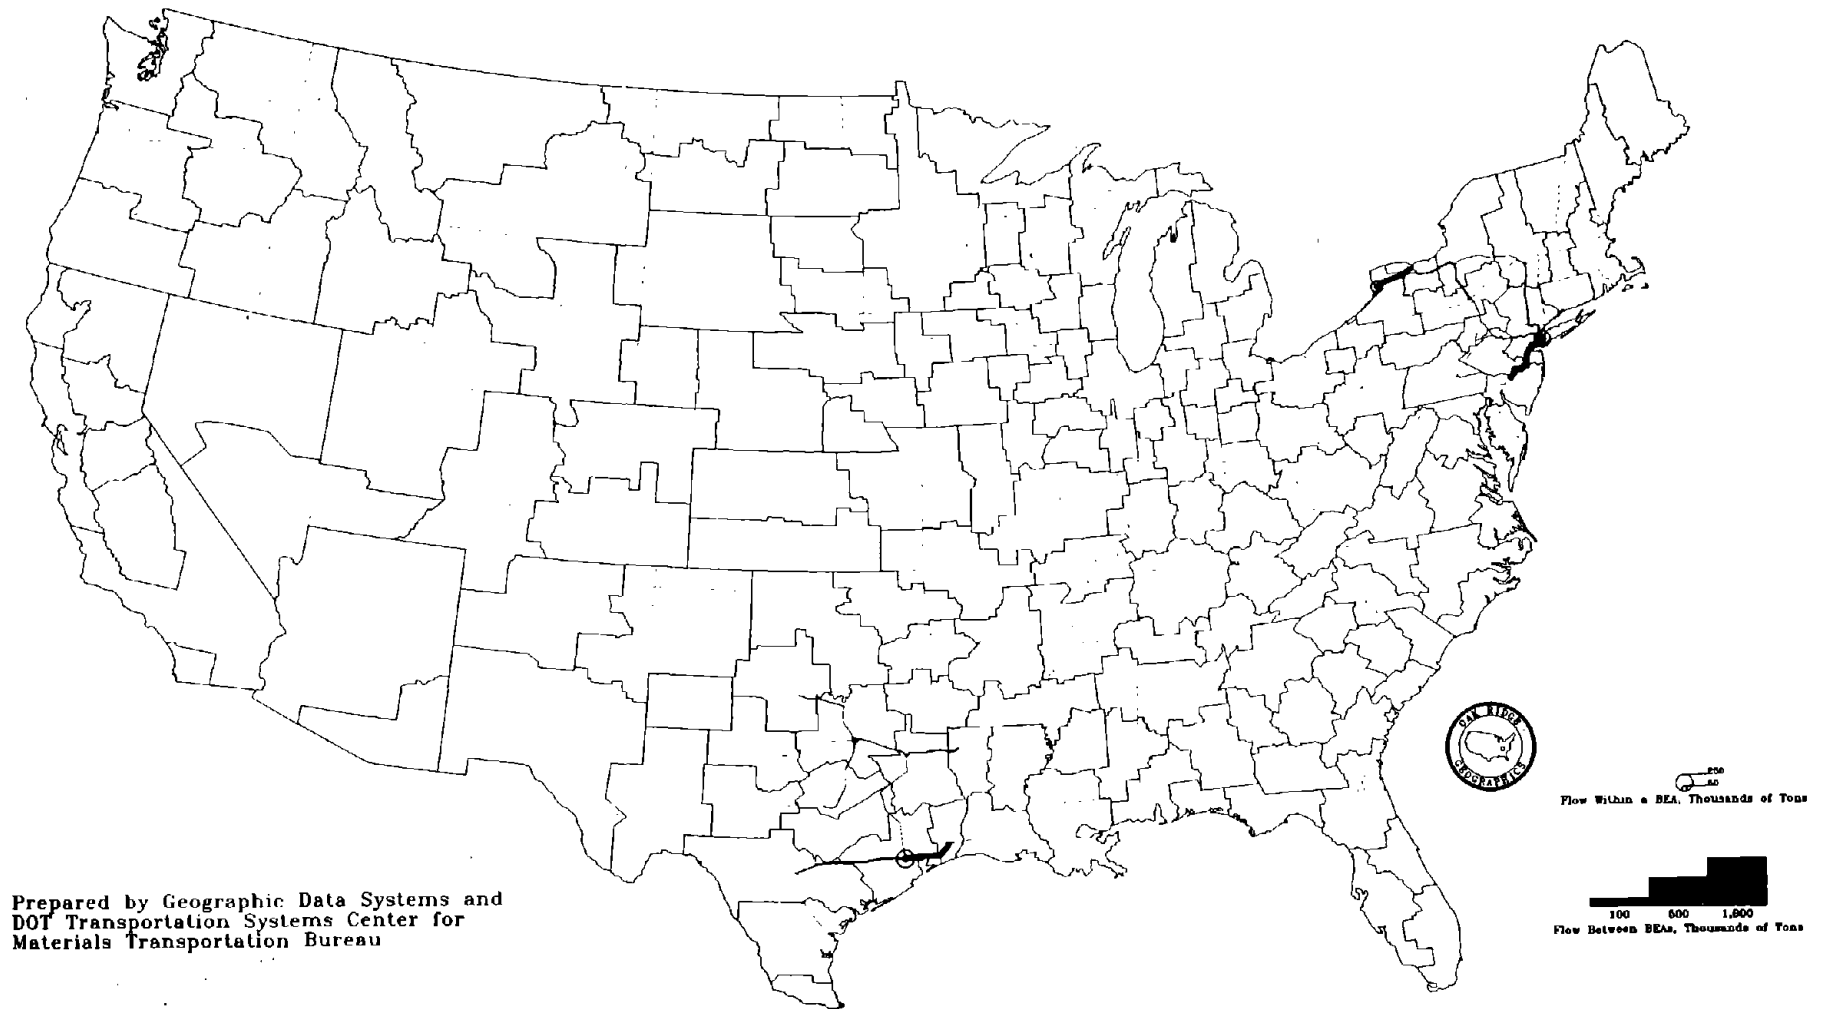 OAK RIDGE
GEOGRAPHICS
250
50
Flow Within a BEA, Thousands of Tons
Prepared by Geographic Data Systems and
DOT Transportation Systems Center for
Materials Transportation Bureau
100 500 1,000
Flow Between BEAs, Thousands of Tons